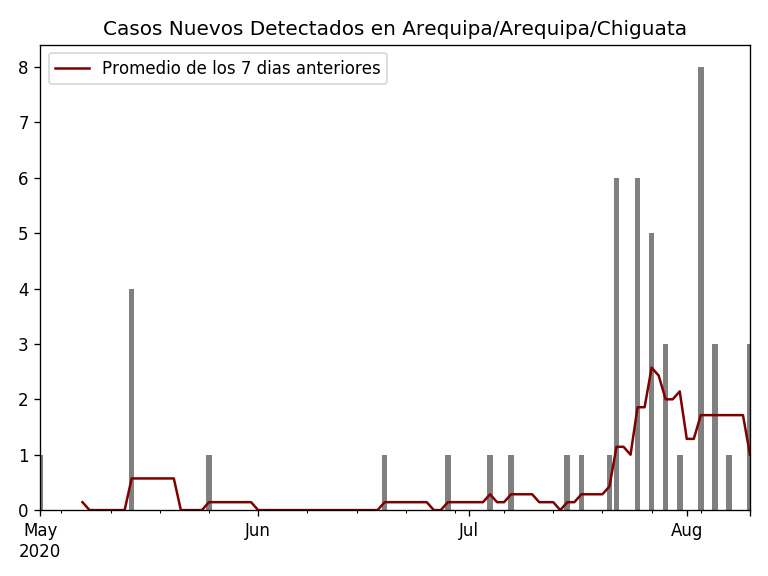 Casos Nuevos Detectados en Arequipa/Arequipa/Chiguata
Promedio de los 7 dias anteriores
8
7
6
5
4
3
2
1
0
May
2020
Jun
Jul
Aug